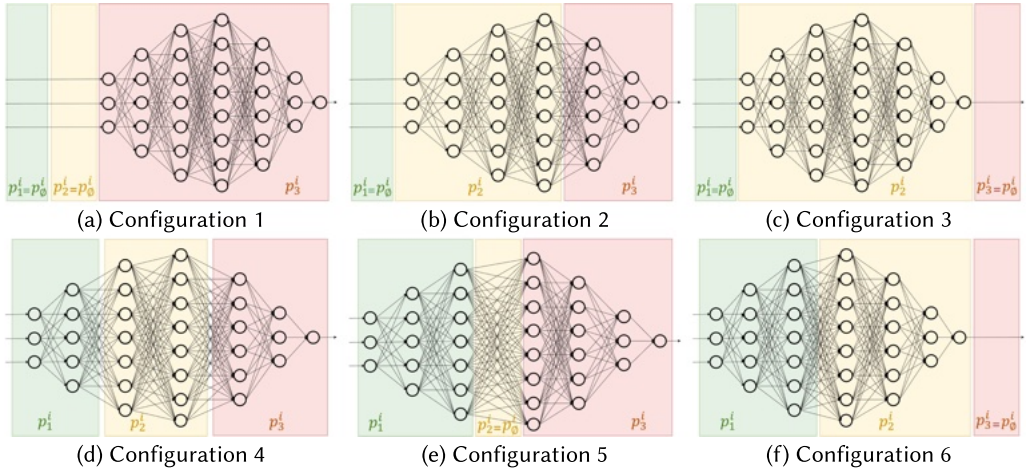 p₁ⁱ=p∅ⁱ p₂ⁱ=p∅ⁱ p₃ⁱ
p₁ⁱ=p∅ⁱ p₂ⁱ p₃ⁱ
p₁ⁱ=p∅ⁱ p₂ⁱ p₃ⁱ=p∅ⁱ
(a) Configuration 1
(b) Configuration 2
(c) Configuration 3
p₁ⁱ p₂ⁱ p₃ⁱ
p₁ⁱ p₂ⁱ=p∅ⁱ p₃ⁱ
p₁ⁱ p₂ⁱ p₃ⁱ=p∅ⁱ
(d) Configuration 4
(e) Configuration 5
(f) Configuration 6